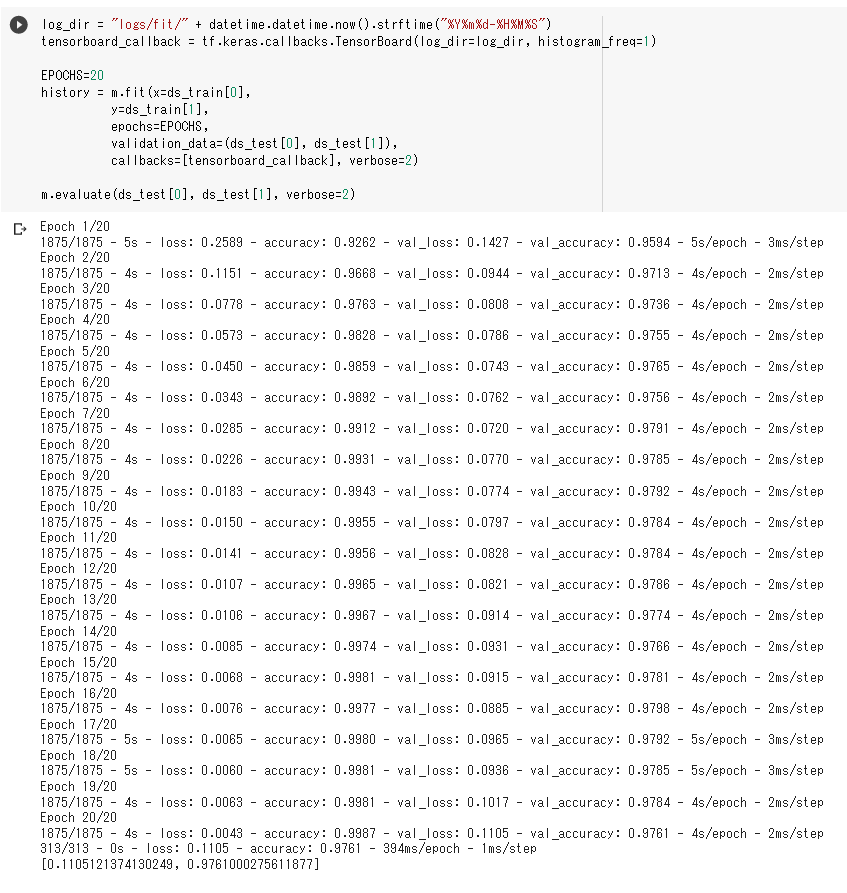 log_dir = "logs/fit/" + datetime.datetime.now().strftime("%Y%m%d-%H%M%S")
tensorboard_callback = tf.keras.callbacks.TensorBoard(log_dir=log_dir, histogram_freq=1)
EPOCHS=20
history = m.fit(x=ds_train[0],
y=ds_train[1],
epochs=EPOCHS,
validation_data=(ds_test[0], ds_test[1]),
callbacks=[tensorboard_callback], verbose=2)
m.evaluate(ds_test[0], ds_test[1], verbose=2)
Epoch 1/20
1875/1875 - 5s - loss: 0.2589 - accuracy: 0.9262 - val_loss: 0.1427 - val_accuracy: 0.9594 - 5s/epoch - 3ms/step
Epoch 2/20
1875/1875 - 4s - loss: 0.1151 - accuracy: 0.9668 - val_loss: 0.0944 - val_accuracy: 0.9713 - 4s/epoch - 2ms/step
Epoch 3/20
1875/1875 - 4s - loss: 0.0778 - accuracy: 0.9763 - val_loss: 0.0808 - val_accuracy: 0.9736 - 4s/epoch - 2ms/step
Epoch 4/20
1875/1875 - 4s - loss: 0.0573 - accuracy: 0.9828 - val_loss: 0.0786 - val_accuracy: 0.9755 - 4s/epoch - 2ms/step
Epoch 5/20
1875/1875 - 4s - loss: 0.0450 - accuracy: 0.9859 - val_loss: 0.0743 - val_accuracy: 0.9765 - 4s/epoch - 2ms/step
Epoch 6/20
1875/1875 - 4s - loss: 0.0343 - accuracy: 0.9892 - val_loss: 0.0762 - val_accuracy: 0.9756 - 4s/epoch - 2ms/step
Epoch 7/20
1875/1875 - 4s - loss: 0.0285 - accuracy: 0.9912 - val_loss: 0.0720 - val_accuracy: 0.9791 - 4s/epoch - 2ms/step
Epoch 8/20
1875/1875 - 4s - loss: 0.0226 - accuracy: 0.9931 - val_loss: 0.0770 - val_accuracy: 0.9785 - 4s/epoch - 2ms/step
Epoch 9/20
1875/1875 - 4s - loss: 0.0183 - accuracy: 0.9943 - val_loss: 0.0774 - val_accuracy: 0.9792 - 4s/epoch - 2ms/step
Epoch 10/20
1875/1875 - 4s - loss: 0.0150 - accuracy: 0.9955 - val_loss: 0.0797 - val_accuracy: 0.9784 - 4s/epoch - 2ms/step
Epoch 11/20
1875/1875 - 4s - loss: 0.0141 - accuracy: 0.9956 - val_loss: 0.0828 - val_accuracy: 0.9784 - 4s/epoch - 2ms/step
Epoch 12/20
1875/1875 - 4s - loss: 0.0107 - accuracy: 0.9965 - val_loss: 0.0821 - val_accuracy: 0.9786 - 4s/epoch - 2ms/step
Epoch 13/20
1875/1875 - 4s - loss: 0.0106 - accuracy: 0.9967 - val_loss: 0.0914 - val_accuracy: 0.9774 - 4s/epoch - 2ms/step
Epoch 14/20
1875/1875 - 4s - loss: 0.0085 - accuracy: 0.9974 - val_loss: 0.0931 - val_accuracy: 0.9766 - 4s/epoch - 2ms/step
Epoch 15/20
1875/1875 - 4s - loss: 0.0068 - accuracy: 0.9981 - val_loss: 0.0915 - val_accuracy: 0.9781 - 4s/epoch - 2ms/step
Epoch 16/20
1875/1875 - 4s - loss: 0.0076 - accuracy: 0.9977 - val_loss: 0.0885 - val_accuracy: 0.9798 - 4s/epoch - 2ms/step
Epoch 17/20
1875/1875 - 5s - loss: 0.0065 - accuracy: 0.9980 - val_loss: 0.0965 - val_accuracy: 0.9792 - 5s/epoch - 3ms/step
Epoch 18/20
1875/1875 - 5s - loss: 0.0060 - accuracy: 0.9981 - val_loss: 0.0936 - val_accuracy: 0.9785 - 5s/epoch - 3ms/step
Epoch 19/20
1875/1875 - 4s - loss: 0.0063 - accuracy: 0.9981 - val_loss: 0.1017 - val_accuracy: 0.9784 - 4s/epoch - 2ms/step
Epoch 20/20
1875/1875 - 4s - loss: 0.0043 - accuracy: 0.9987 - val_loss: 0.1105 - val_accuracy: 0.9761 - 4s/epoch - 2ms/step
313/313 - 0s - loss: 0.1105 - accuracy: 0.9761 - 394ms/epoch - 1ms/step
[0.1105121374130249, 0.9761000275611877]